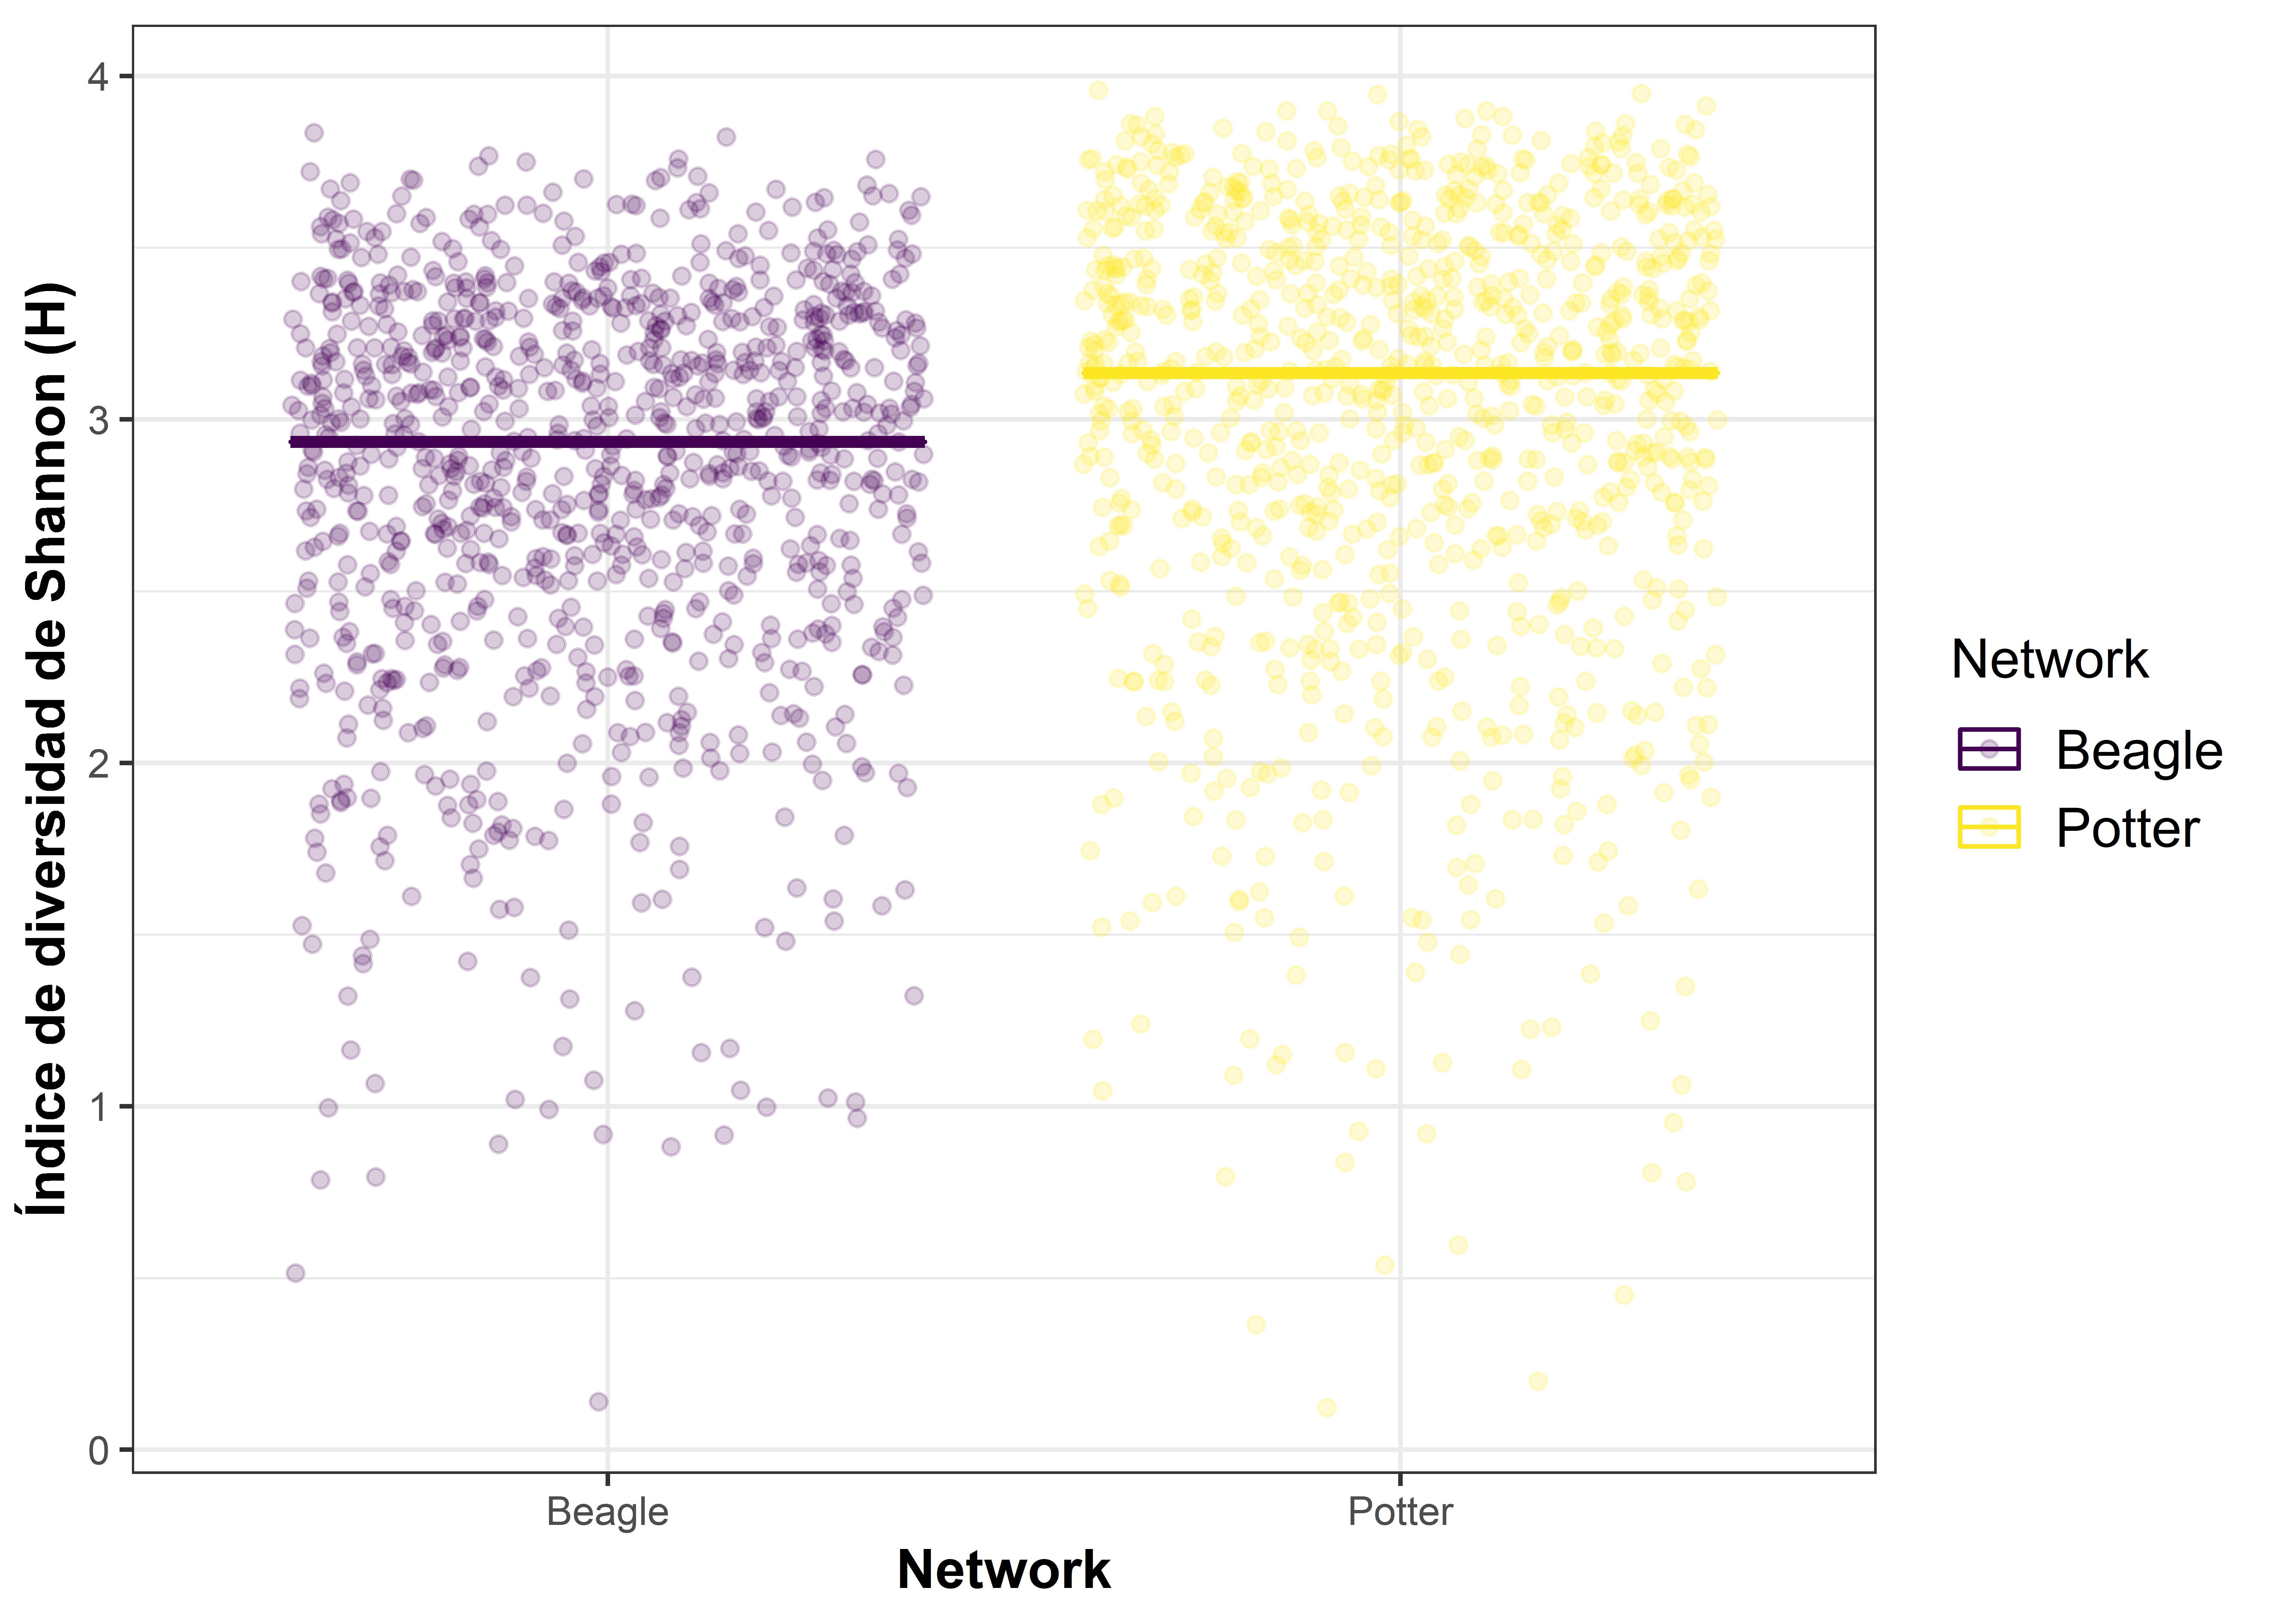 Índice de diversidad de Shannon (H)
4
3
2
1
0
Beagle
Potter
Network
Network
Beagle
Potter